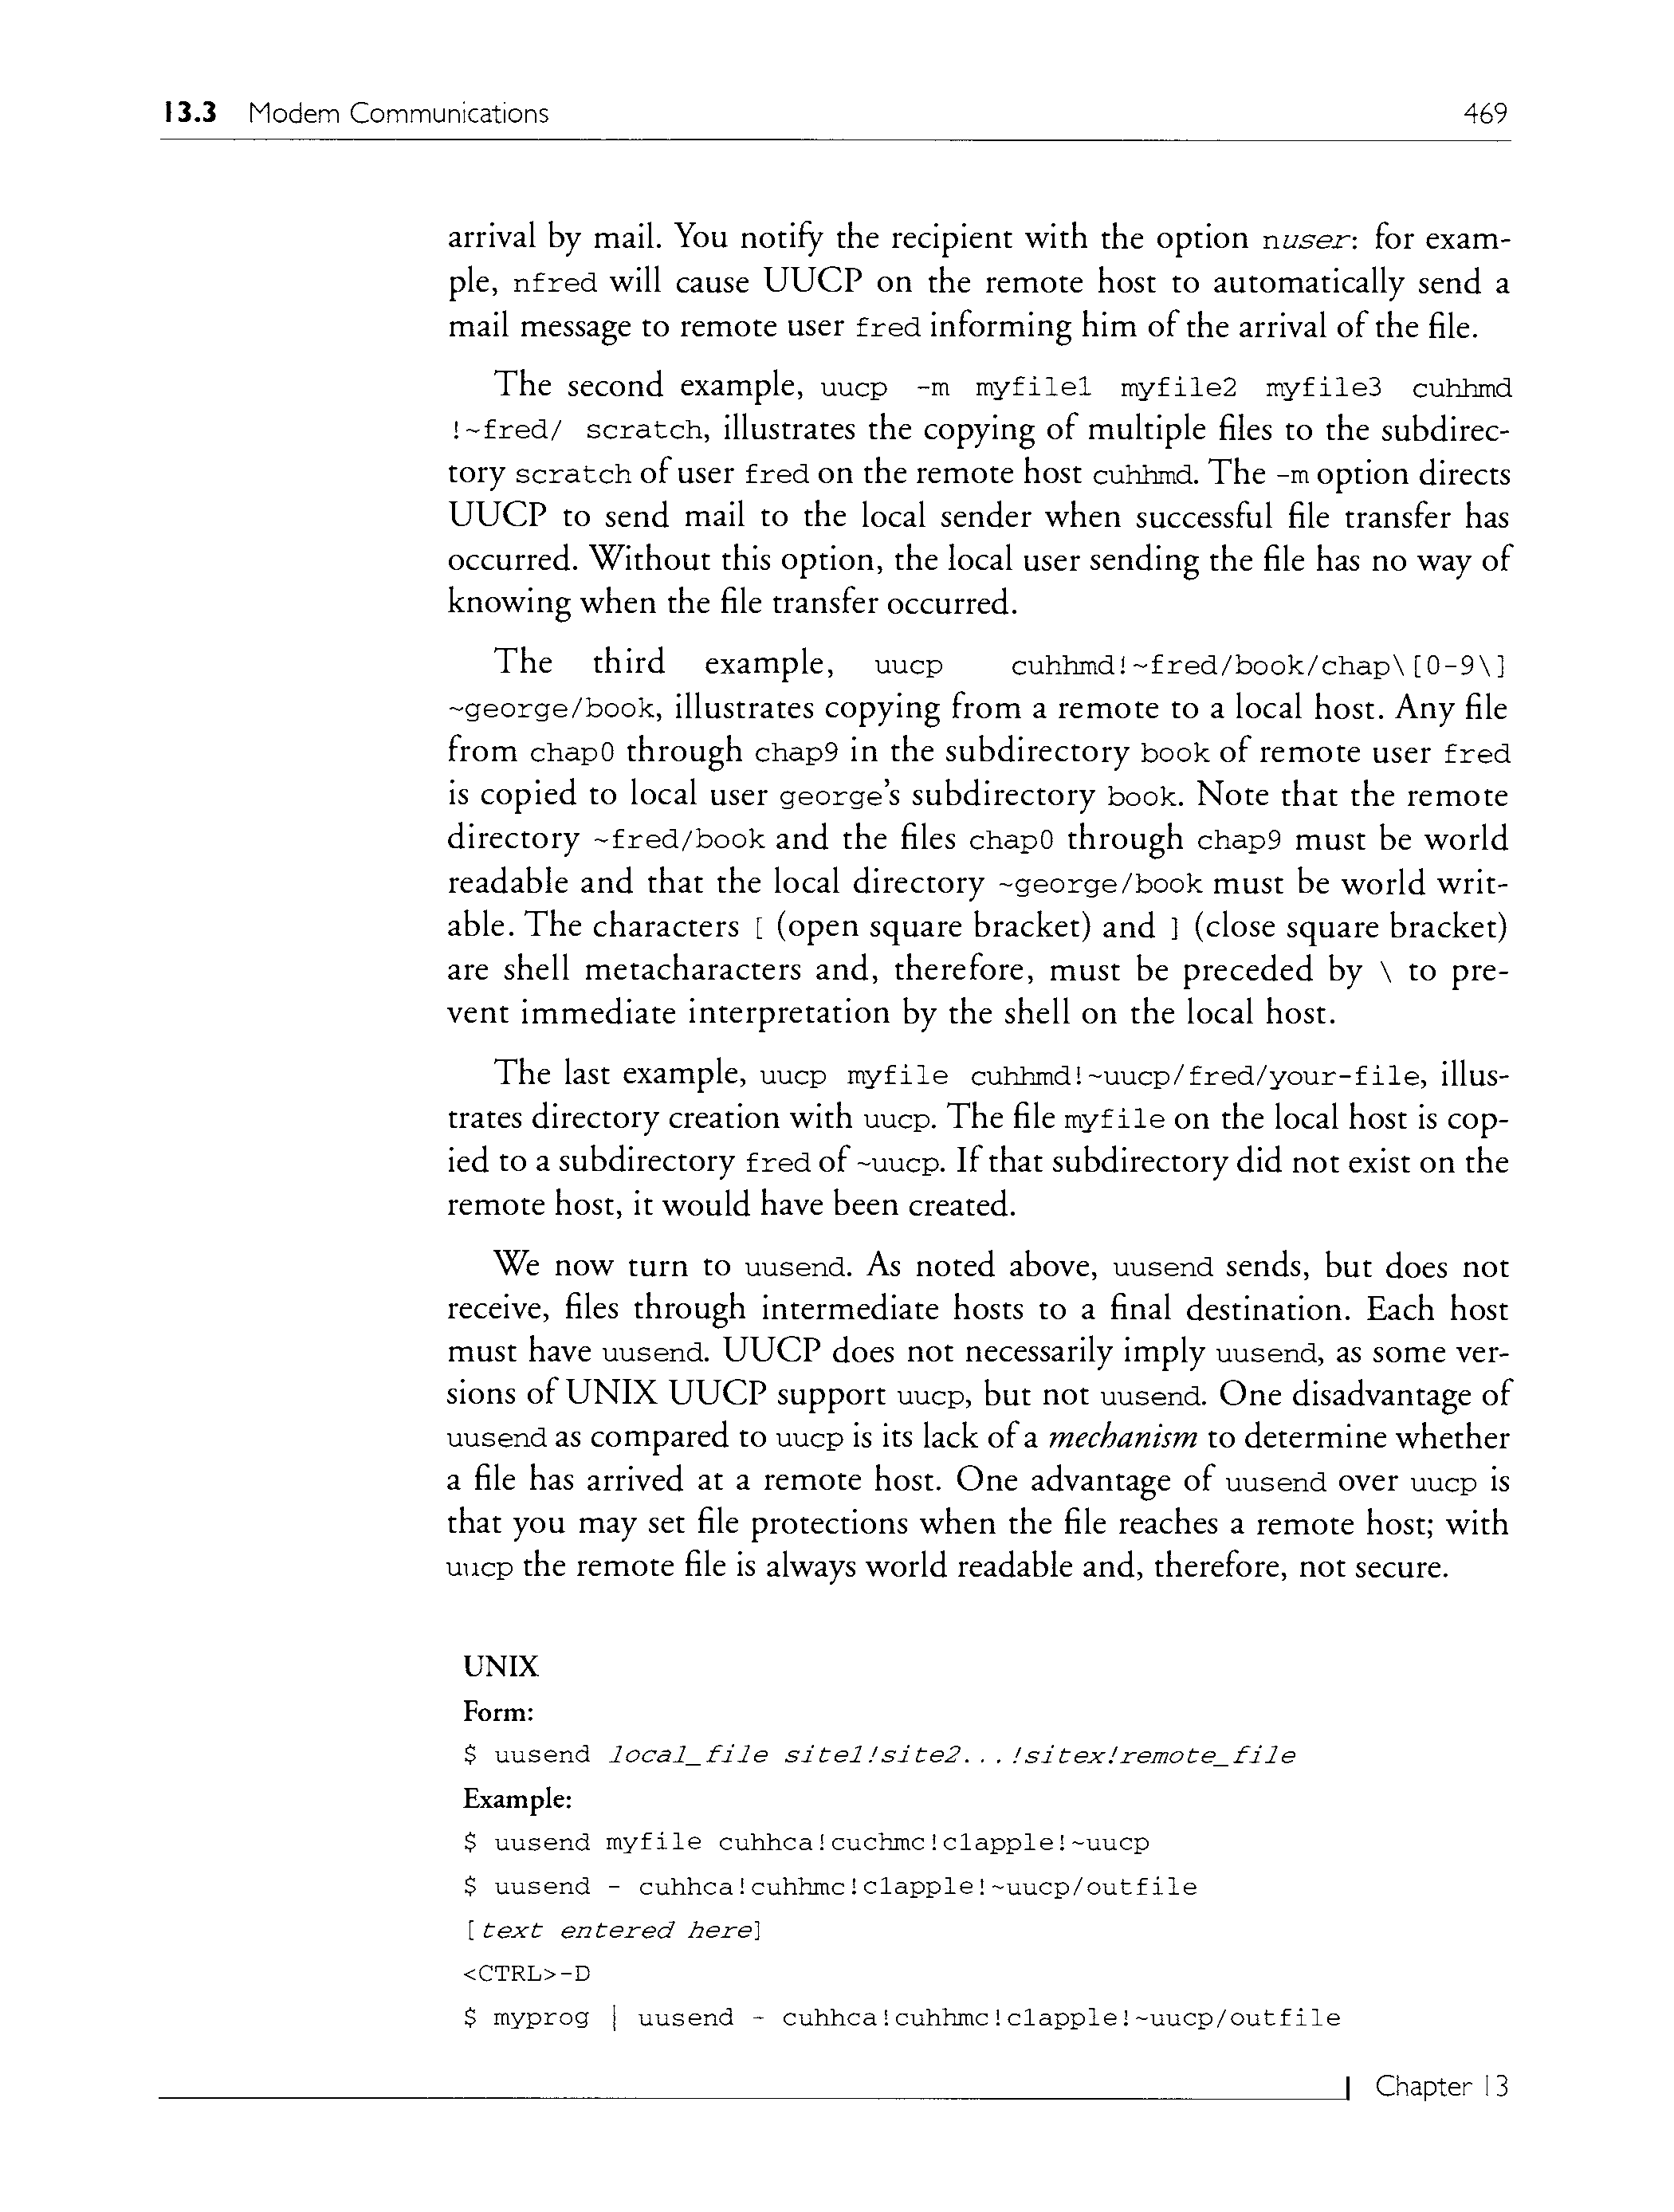 13.3 Modem Communications 469
arrival by mail. You notify the recipient with the option nuser: for exam-
ple, nfred will cause UUCP on the remote host to automatically send a
mail message to remote user fred informing him of the arrival of the file.
The second example, uucp -m myfile1 myfile2 myfile3 cuhhmd
!~fred/ scratch, illustrates the copying of multiple files to the subdirec-
tory scratch of user fred on the remote host cuhhmd. The -m option directs
UUCP to send mail to the local sender when successful file transfer has
occurred. Without this option, the local user sending the file has no way of
knowing when the file transfer occurred.
The third example, uucp cuhhmd!~fred/book/chap\[0-9\]
~george/book, illustrates copying from a remote to a local host. Any file
from chap0 through chap9 in the subdirectory book of remote user fred
is copied to local user george's subdirectory book. Note that the remote
directory ~fred/book and the files chap0 through chap9 must be world
readable and that the local directory ~george/book must be world writ-
able. The characters [ (open square bracket) and ] (close square bracket)
are shell metacharacters and, therefore, must be preceded by \ to pre-
vent immediate interpretation by the shell on the local host.
The last example, uucp myfile cuhhmd!~uucp/fred/your-file, illus-
trates directory creation with uucp. The file myfile on the local host is cop-
ied to a subdirectory fred of ~uucp. If that subdirectory did not exist on the
remote host, it would have been created.
We now turn to uusend. As noted above, uusend sends, but does not
receive, files through intermediate hosts to a final destination. Each host
must have uusend. UUCP does not necessarily imply uusend, as some ver-
sions of UNIX UUCP support uucp, but not uusend. One disadvantage of
uusend as compared to uucp is its lack of a mechanism to determine whether
a file has arrived at a remote host. One advantage of uusend over uucp is
that you may set file protections when the file reaches a remote host; with
uucp the remote file is always world readable and, therefore, not secure.
UNIX
Form:
$ uusend local_file site1!site2...!sitex!remote_file
Example:
$ uusend myfile cuhhca!cuchmc!c1apple!~uucp
$ uusend - cuhhca!cuhhmc!c1apple!~uucp/outfile
[text entered here]
<CTRL>-D
$ myprog | uusend - cuhhca!cuhhmc!c1apple!~uucp/outfile
Chapter 13